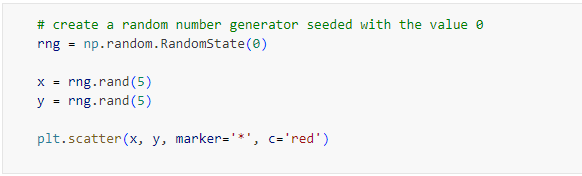 # create a random number generator seeded with the value 0
rng = np.random.RandomState(0)
x = rng.rand(5)
y = rng.rand(5)
plt.scatter(x, y, marker='*', c='red')